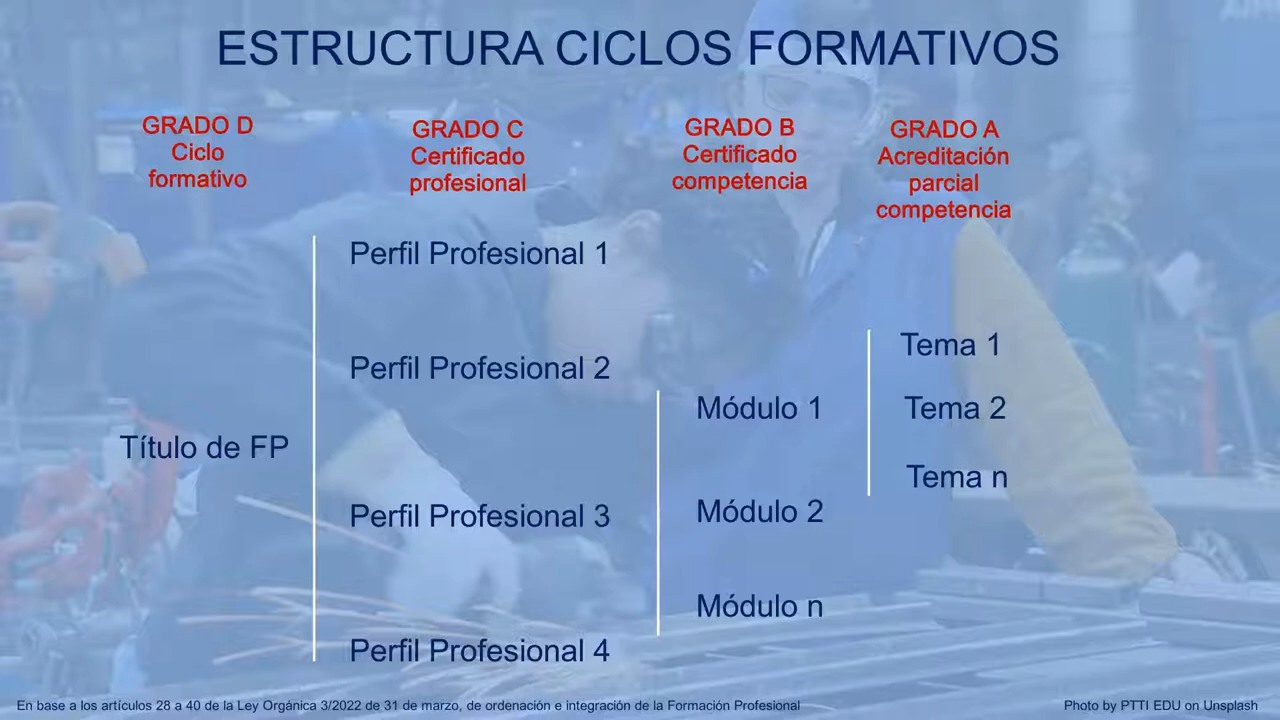 ESTRUCTURA CICLOS FORMATIVOS
GRADO D
Ciclo
formativo
GRADO C
Certificado
profesional
GRADO B
Certificado
competencia
GRADO A
Acreditación
parcial
competencia
Título de FP
Perfil Profesional 1
Perfil Profesional 2
Perfil Profesional 3
Perfil Profesional 4
Módulo 1
Módulo 2
Módulo n
Tema 1
Tema 2
Tema n
En base a los artículos 28 a 40 de la Ley Orgánica 3/2022 de 31 de marzo, de ordenación e integración de la Formación Profesional
Photo by PTTI EDU on Unsplash